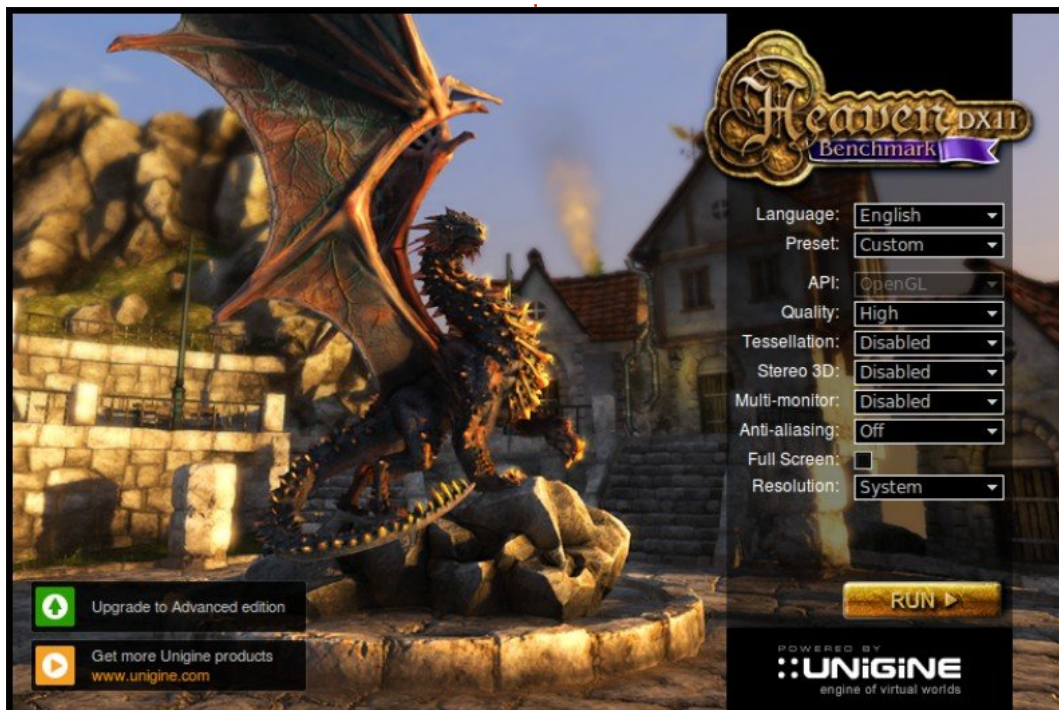 Heaven DX11
Benchmark
Language: English
Preset: Custom
API: OpenGL
Quality: High
Tessellation: Disabled
Stereo 3D: Disabled
Multi-monitor: Disabled
Anti-aliasing: Off
Full Screen:
Resolution: System
RUN
Upgrade to Advanced edition
Get more Unigine products
www.unigine.com
POWERED BY
UNiGiNE
engine of virtual worlds